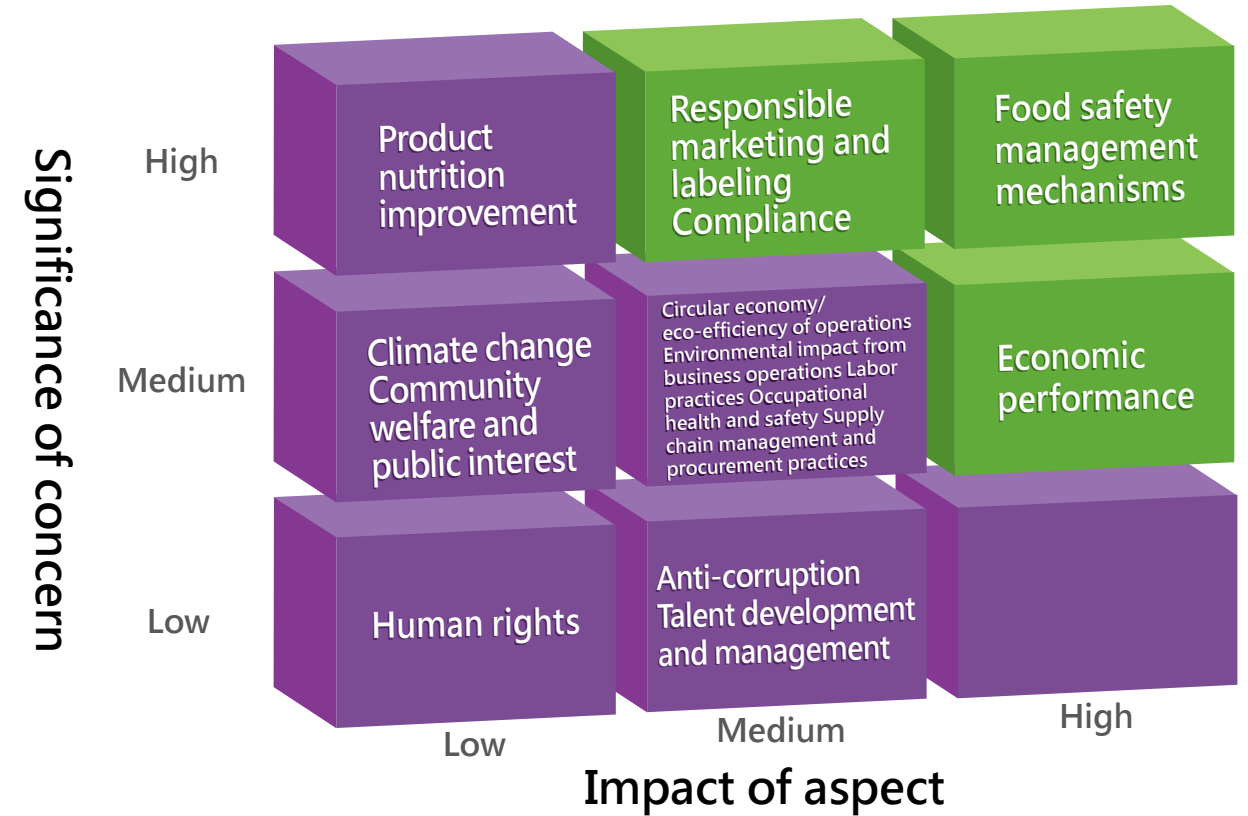 Significance of concern
High
Product
nutrition
improvement
Responsible
marketing and
labeling
Compliance
Food safety
management
mechanisms
Medium
Climate change
Community
welfare and
public interest
Circular economy/
eco-efficiency of operations
Environmental impact from
business operations Labor
practices Occupational
health and safety Supply
chain management and
procurement practices
Economic
performance
Low
Human rights
Anti-corruption
Talent development
and management
Low
Medium
High
Impact of aspect